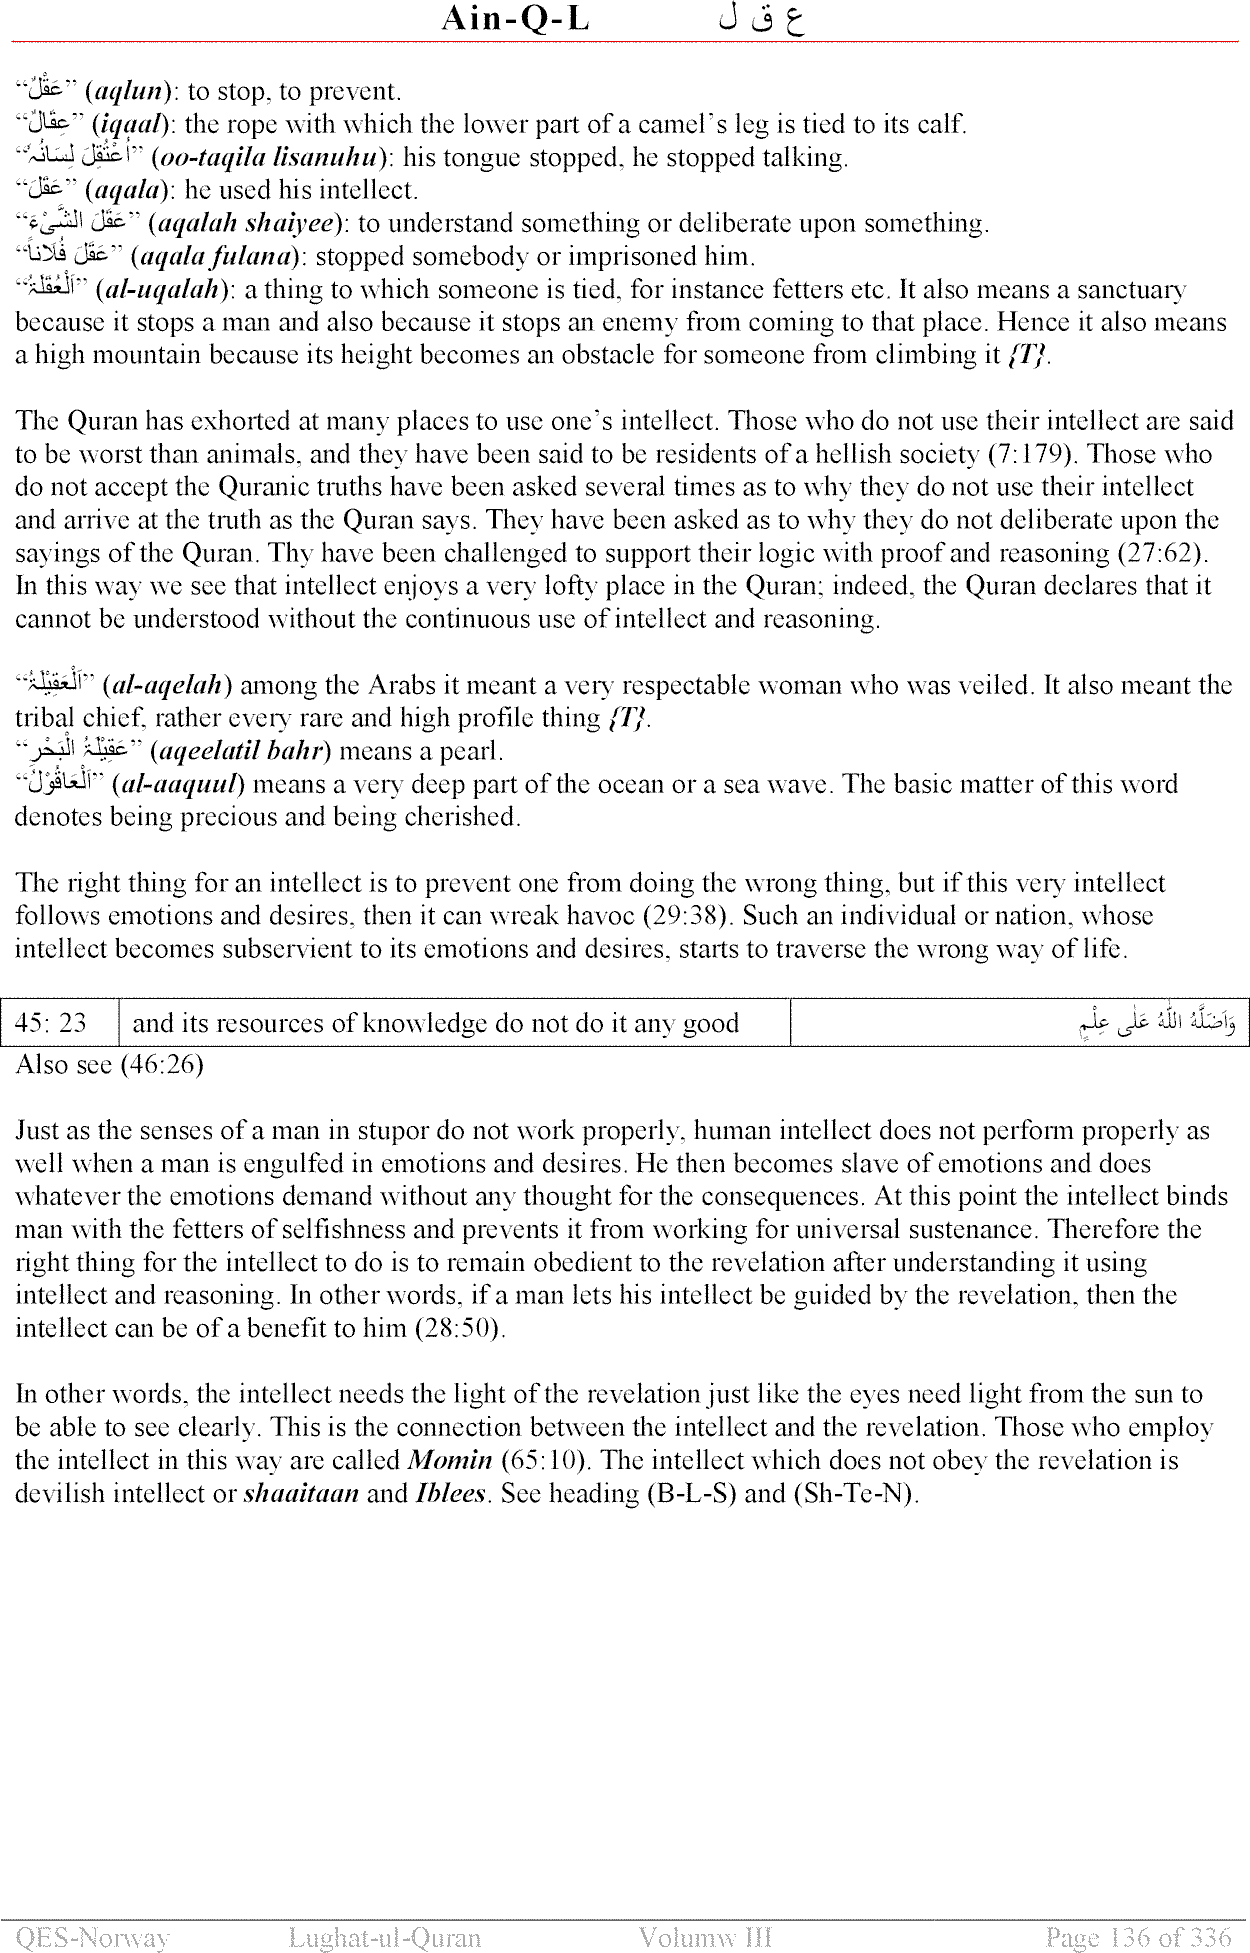 Ain-Q-L ع ق ل
“عَقْلٌ” (aqlun): to stop, to prevent.
“عِقَالٌ” (iqaal): the rope with which the lower part of a camel’s leg is tied to its calf.
“اُعْتُقِلَ لِسَانُہٗ” (oo-taqila lisanuhu): his tongue stopped, he stopped talking.
“عَقَلَ” (aqala): he used his intellect.
“عَقَلَ الشَّیْءَ” (aqalah shaiyee): to understand something or deliberate upon something.
“عَقَلَ فُلَاناً” (aqala fulana): stopped somebody or imprisoned him.
“اَلْعُقْلَۃُ” (al-uqalah): a thing to which someone is tied, for instance fetters etc. It also means a sanctuary
because it stops a man and also because it stops an enemy from coming to that place. Hence it also means
a high mountain because its height becomes an obstacle for someone from climbing it {T}.
The Quran has exhorted at many places to use one’s intellect. Those who do not use their intellect are said
to be worst than animals, and they have been said to be residents of a hellish society (7:179). Those who
do not accept the Quranic truths have been asked several times as to why they do not use their intellect
and arrive at the truth as the Quran says. They have been asked as to why they do not deliberate upon the
sayings of the Quran. Thy have been challenged to support their logic with proof and reasoning (27:62).
In this way we see that intellect enjoys a very lofty place in the Quran; indeed, the Quran declares that it
cannot be understood without the continuous use of intellect and reasoning.
“اَلْعَقِیْلَۃُ” (al-aqelah) among the Arabs it meant a very respectable woman who was veiled. It also meant the
tribal chief, rather every rare and high profile thing {T}.
“عَقِیْلَۃُ الْبَحْرِ” (aqeelatil bahr) means a pearl.
“اَلْعَاقُوْلُ” (al-aaquul) means a very deep part of the ocean or a sea wave. The basic matter of this word
denotes being precious and being cherished.
The right thing for an intellect is to prevent one from doing the wrong thing, but if this very intellect
follows emotions and desires, then it can wreak havoc (29:38). Such an individual or nation, whose
intellect becomes subservient to its emotions and desires, starts to traverse the wrong way of life.
45: 23 and its resources of knowledge do not do it any good وَاَضَلَّهُ اللّٰهُ عَلٰی عِلْمٍ
Also see (46:26)
Just as the senses of a man in stupor do not work properly, human intellect does not perform properly as
well when a man is engulfed in emotions and desires. He then becomes slave of emotions and does
whatever the emotions demand without any thought for the consequences. At this point the intellect binds
man with the fetters of selfishness and prevents it from working for universal sustenance. Therefore the
right thing for the intellect to do is to remain obedient to the revelation after understanding it using
intellect and reasoning. In other words, if a man lets his intellect be guided by the revelation, then the
intellect can be of a benefit to him (28:50).
In other words, the intellect needs the light of the revelation just like the eyes need light from the sun to
be able to see clearly. This is the connection between the intellect and the revelation. Those who employ
the intellect in this way are called Momin (65:10). The intellect which does not obey the revelation is
devilish intellect or shaaitaan and Iblees. See heading (B-L-S) and (Sh-Te-N).
QES-Norway Lughat-ul-Quran Volumw III Page 136 of 336